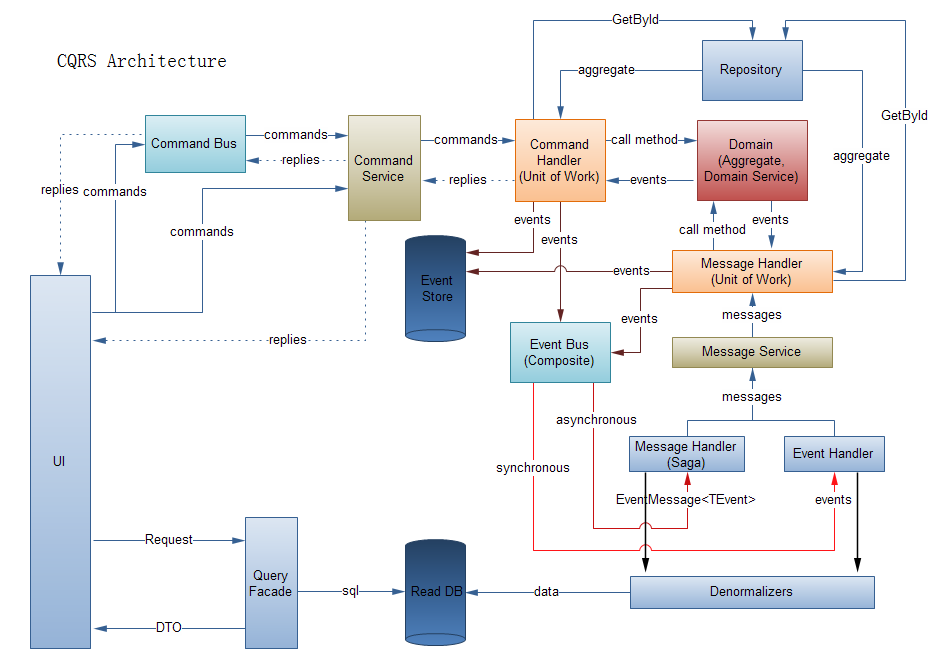 GetById
CQRS Architecture
aggregate
Repository
GetById
Command Bus
commands
replies
Command
Service
commands
replies
Command
Handler
(Unit of Work)
call method
events
Domain
(Aggregate,
Domain Service)
aggregate
replies
commands
commands
events
events
call method
events
Event
Store
events
Message Handler
(Unit of Work)
events
messages
replies
Event Bus
(Composite)
Message Service
messages
asynchronous
synchronous
Message Handler
(Saga)
Event Handler
UI
EventMessage<TEvent>
events
Request
Query
Facade
sql
Read DB
data
Denormalizers
DTO